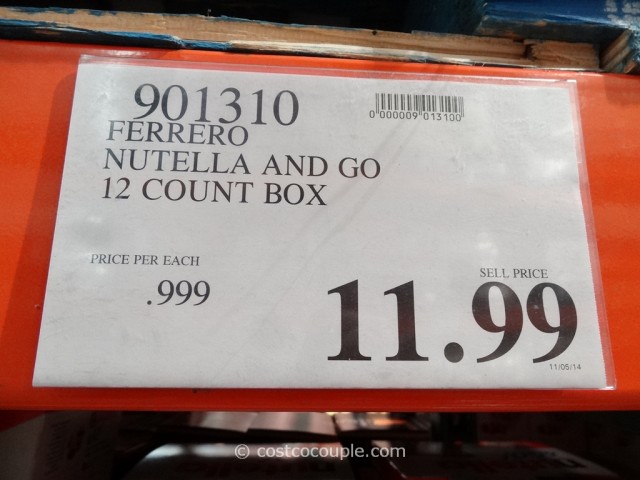 901310
0"000009"013100
FERRERO
NUTELLA AND GO
12 COUNT BOX
PRICE PER EACH
.999
SELL PRICE
11.99
11/05/14
© costcocouple.com